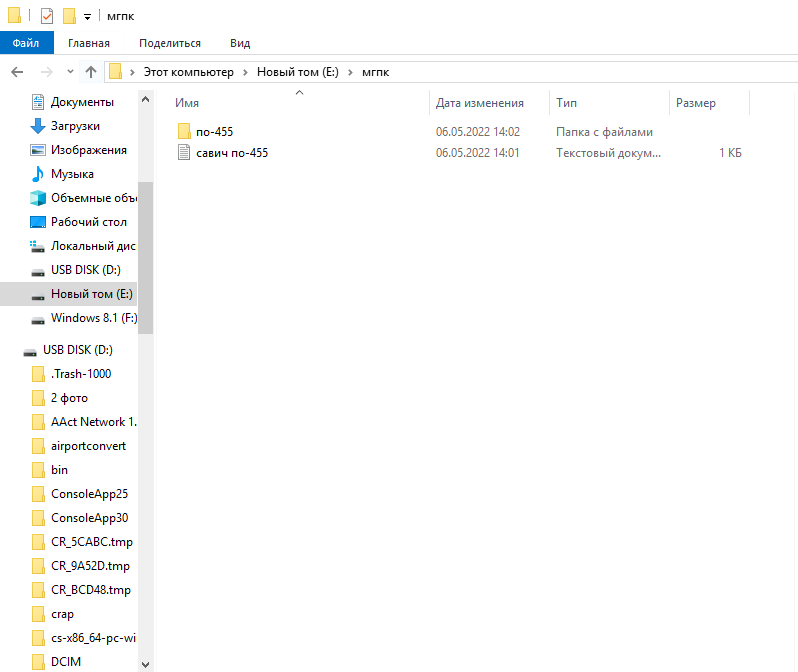 мгпк
Файл Главная Поделиться Вид
Этот компьютер Новый том (E:) мгпк
Имя Дата изменения Тип Размер
по-455 06.05.2022 14:02 Папка с файлами
савич по-455 06.05.2022 14:01 Текстовый докум... 1 КБ
Документы
Загрузки
Изображения
Музыка
Объемные объ
Рабочий стол
Локальный дис
USB DISK (D:)
Новый том (E:)
Windows 8.1 (F:)
USB DISK (D:)
.Trash-1000
2 фото
AAct Network 1.
airportconvert
bin
ConsoleApp25
ConsoleApp30
CR_5CABC.tmp
CR_9A52D.tmp
CR_BCD48.tmp
crap
cs-x86_64-pc-wi
DCIM